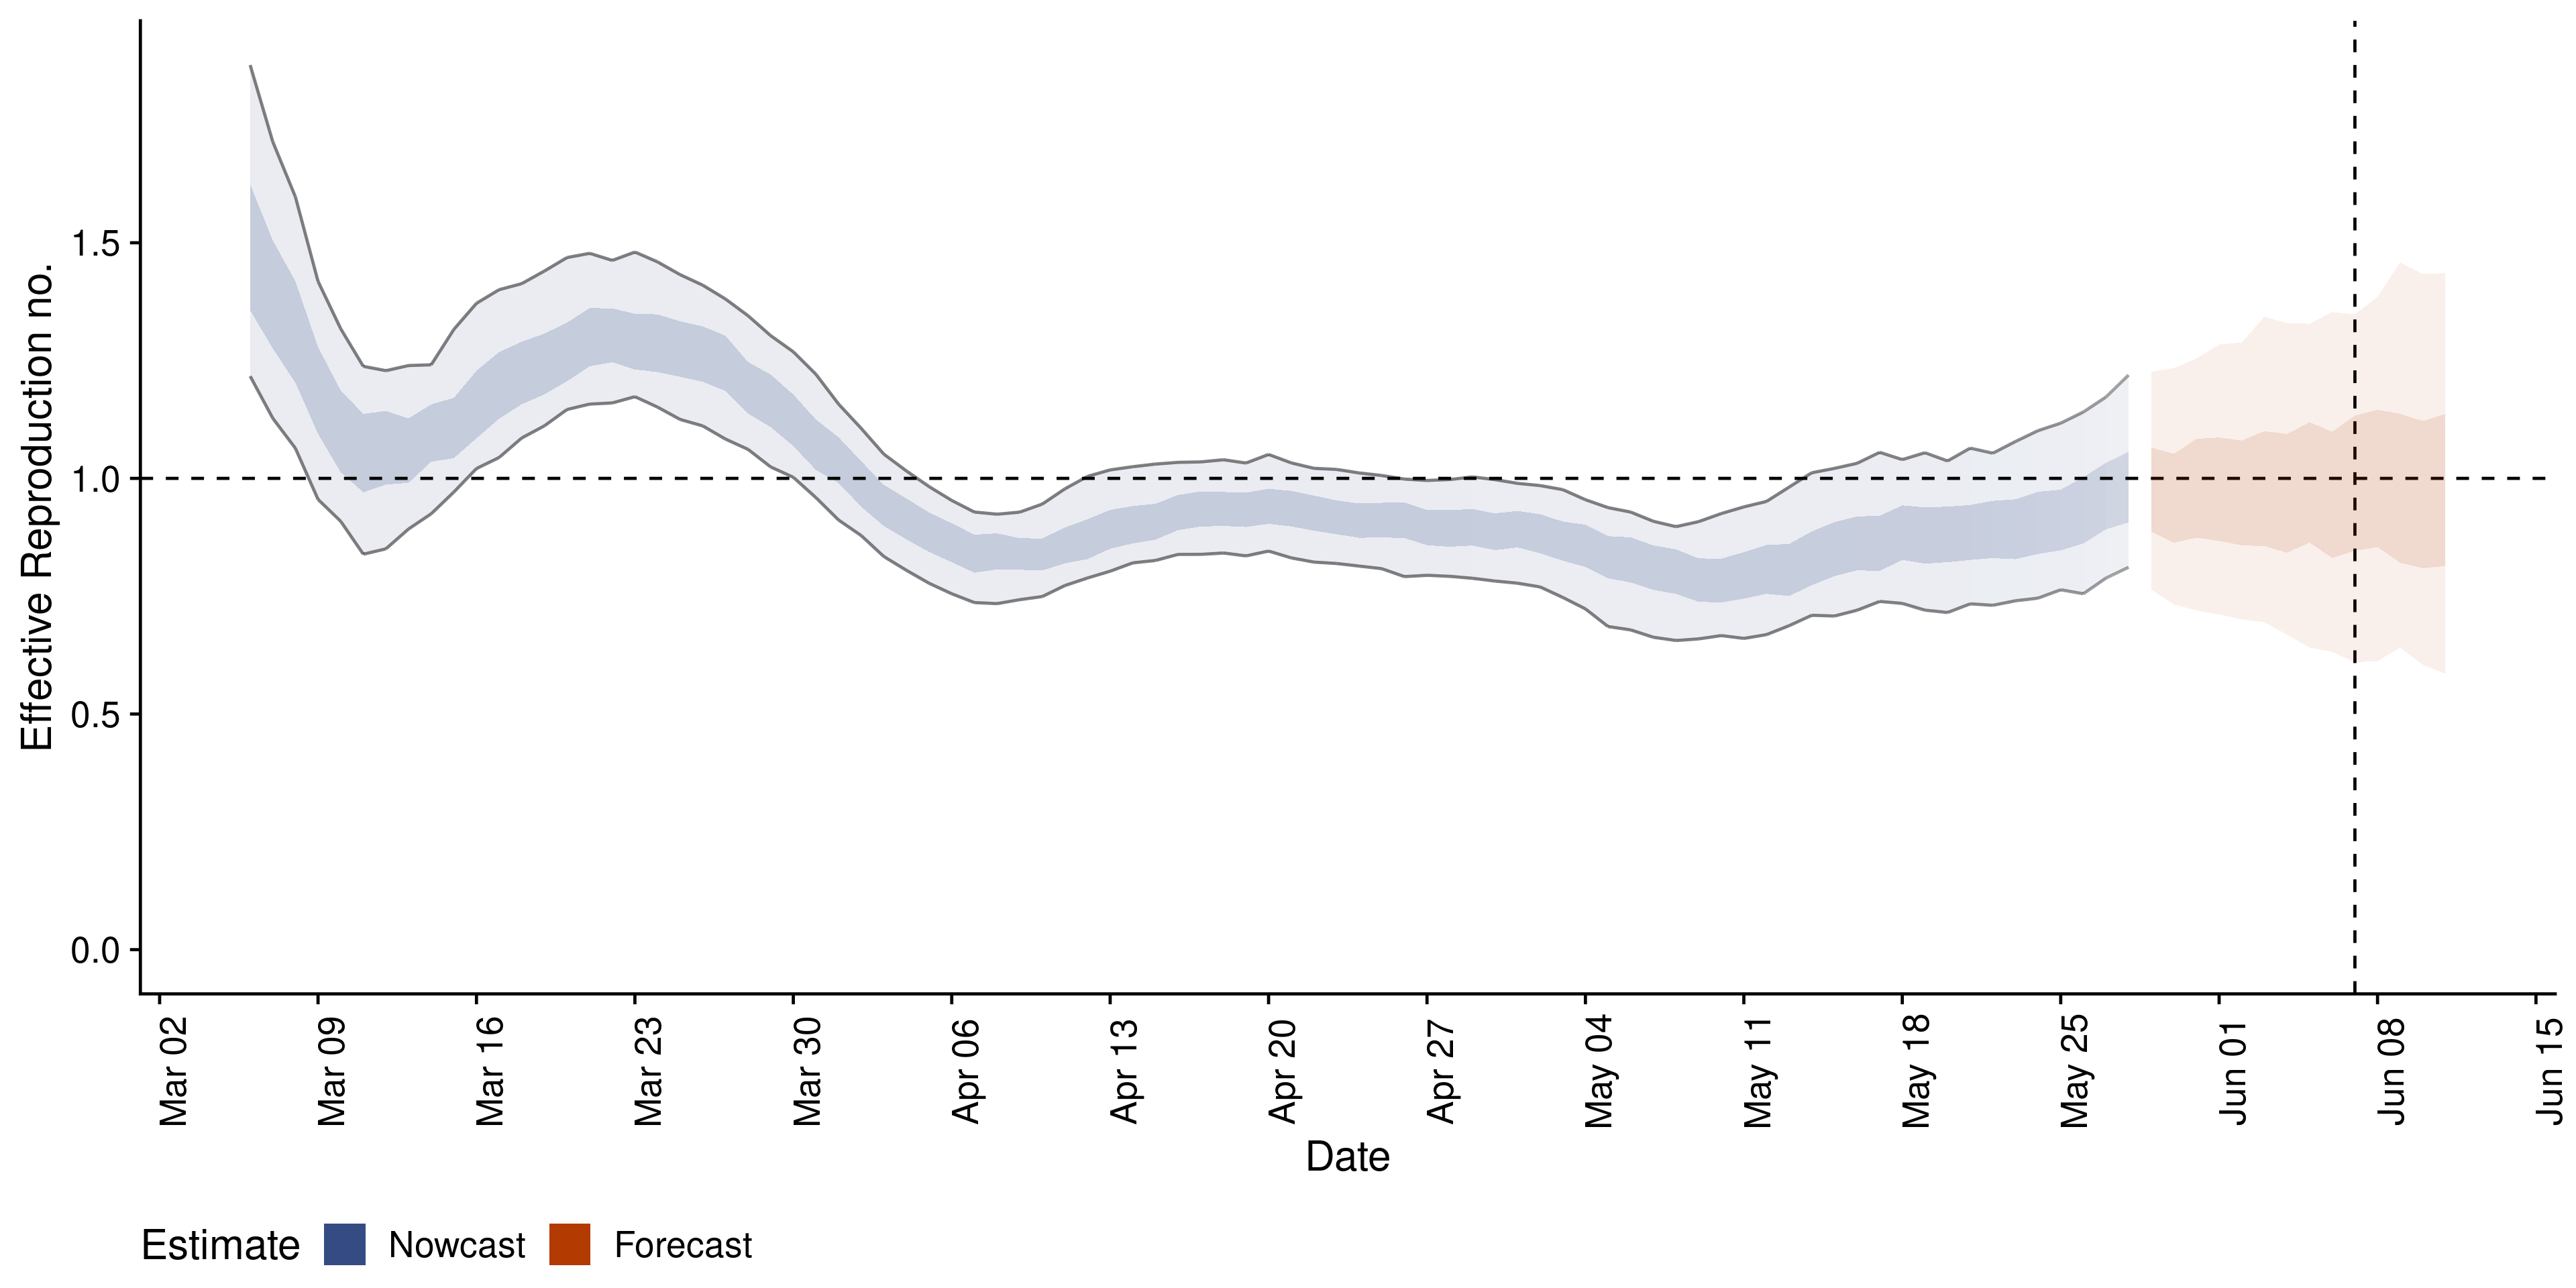 Effective Reproduction no.
1.5
1.0
0.5
0.0
Mar 02
Mar 09
Mar 16
Mar 23
Mar 30
Apr 06
Apr 13
Apr 20
Apr 27
May 04
May 11
May 18
May 25
Jun 01
Jun 08
Jun 15
Date
Estimate Nowcast Forecast